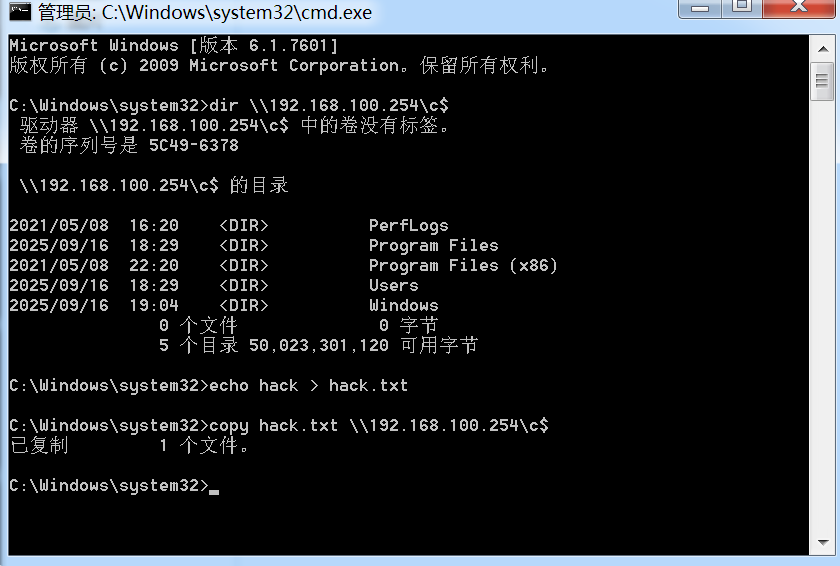 管理员: C:\Windows\system32\cmd.exe
Microsoft Windows [版本 6.1.7601]
版权所有 (c) 2009 Microsoft Corporation。保留所有权利。
C:\Windows\system32>dir \\192.168.100.254\c$
驱动器 \\192.168.100.254\c$ 中的卷没有标签。
卷的序列号是 5C49-6378
\\192.168.100.254\c$ 的目录
2021/05/08  16:20    <DIR>          PerfLogs
2025/09/16  18:29    <DIR>          Program Files
2021/05/08  22:20    <DIR>          Program Files (x86)
2025/09/16  18:29    <DIR>          Users
2025/09/16  19:04    <DIR>          Windows
0 个文件              0 字节
5 个目录 50,023,301,120 可用字节
C:\Windows\system32>echo hack > hack.txt
C:\Windows\system32>copy hack.txt \\192.168.100.254\c$
已复制         1 个文件。
C:\Windows\system32>